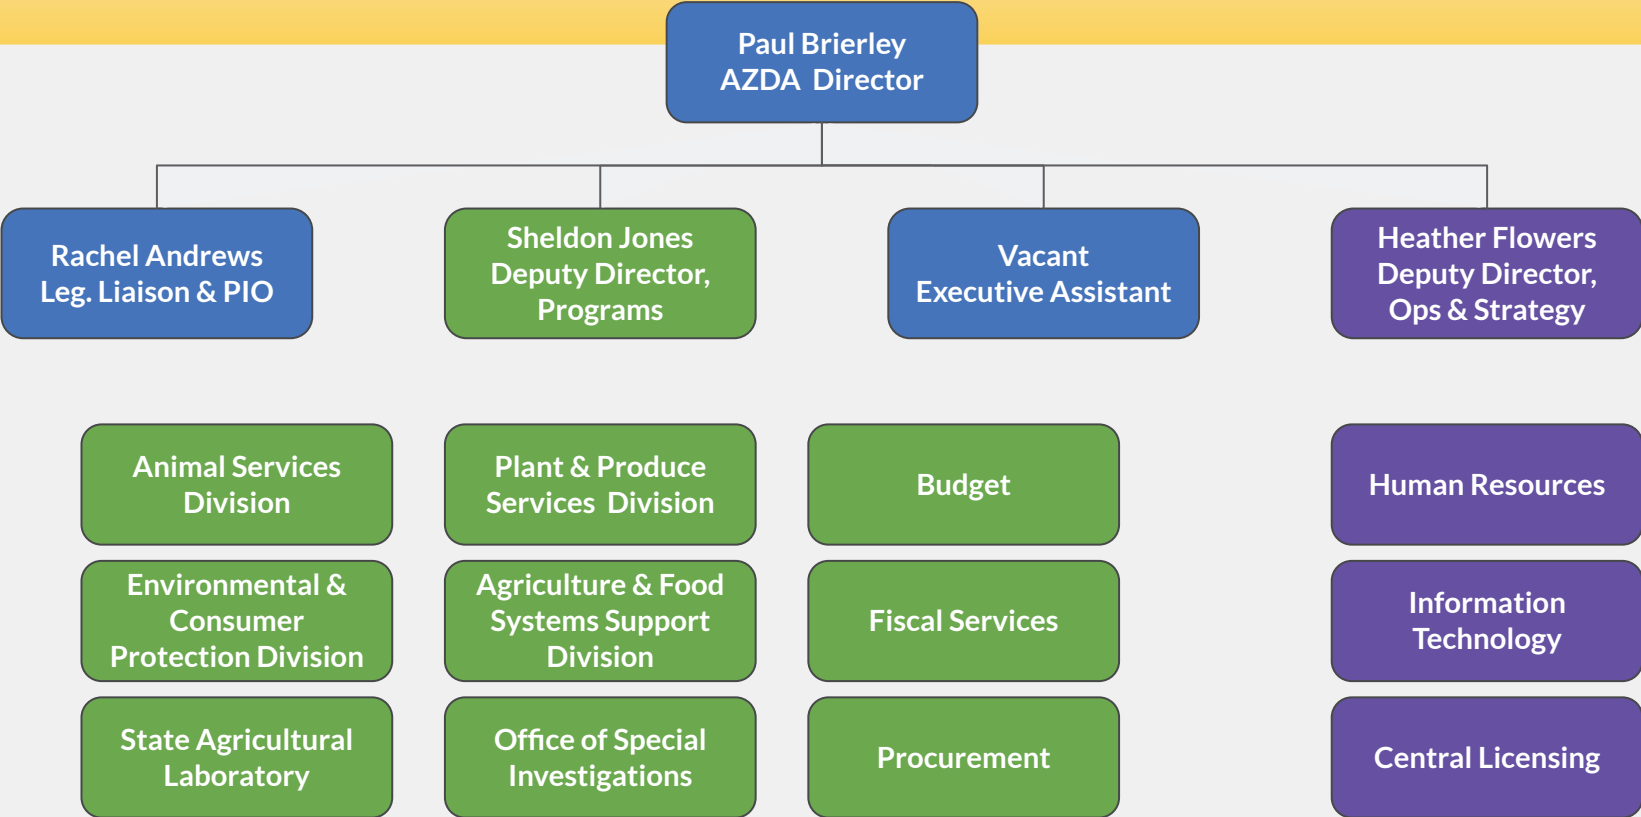 Paul Brierley
AZDA  Director
Rachel Andrews
Leg. Liaison & PIO
Sheldon Jones
Deputy Director,
Programs
Vacant
Executive Assistant
Heather Flowers
Deputy Director,
Ops & Strategy
Animal Services
Division
Plant & Produce
Services  Division
Budget
Human Resources
Environmental &
Consumer
Protection Division
Agriculture & Food
Systems Support
Division
Fiscal Services
Information
Technology
State Agricultural
Laboratory
Office of Special
Investigations
Procurement
Central Licensing